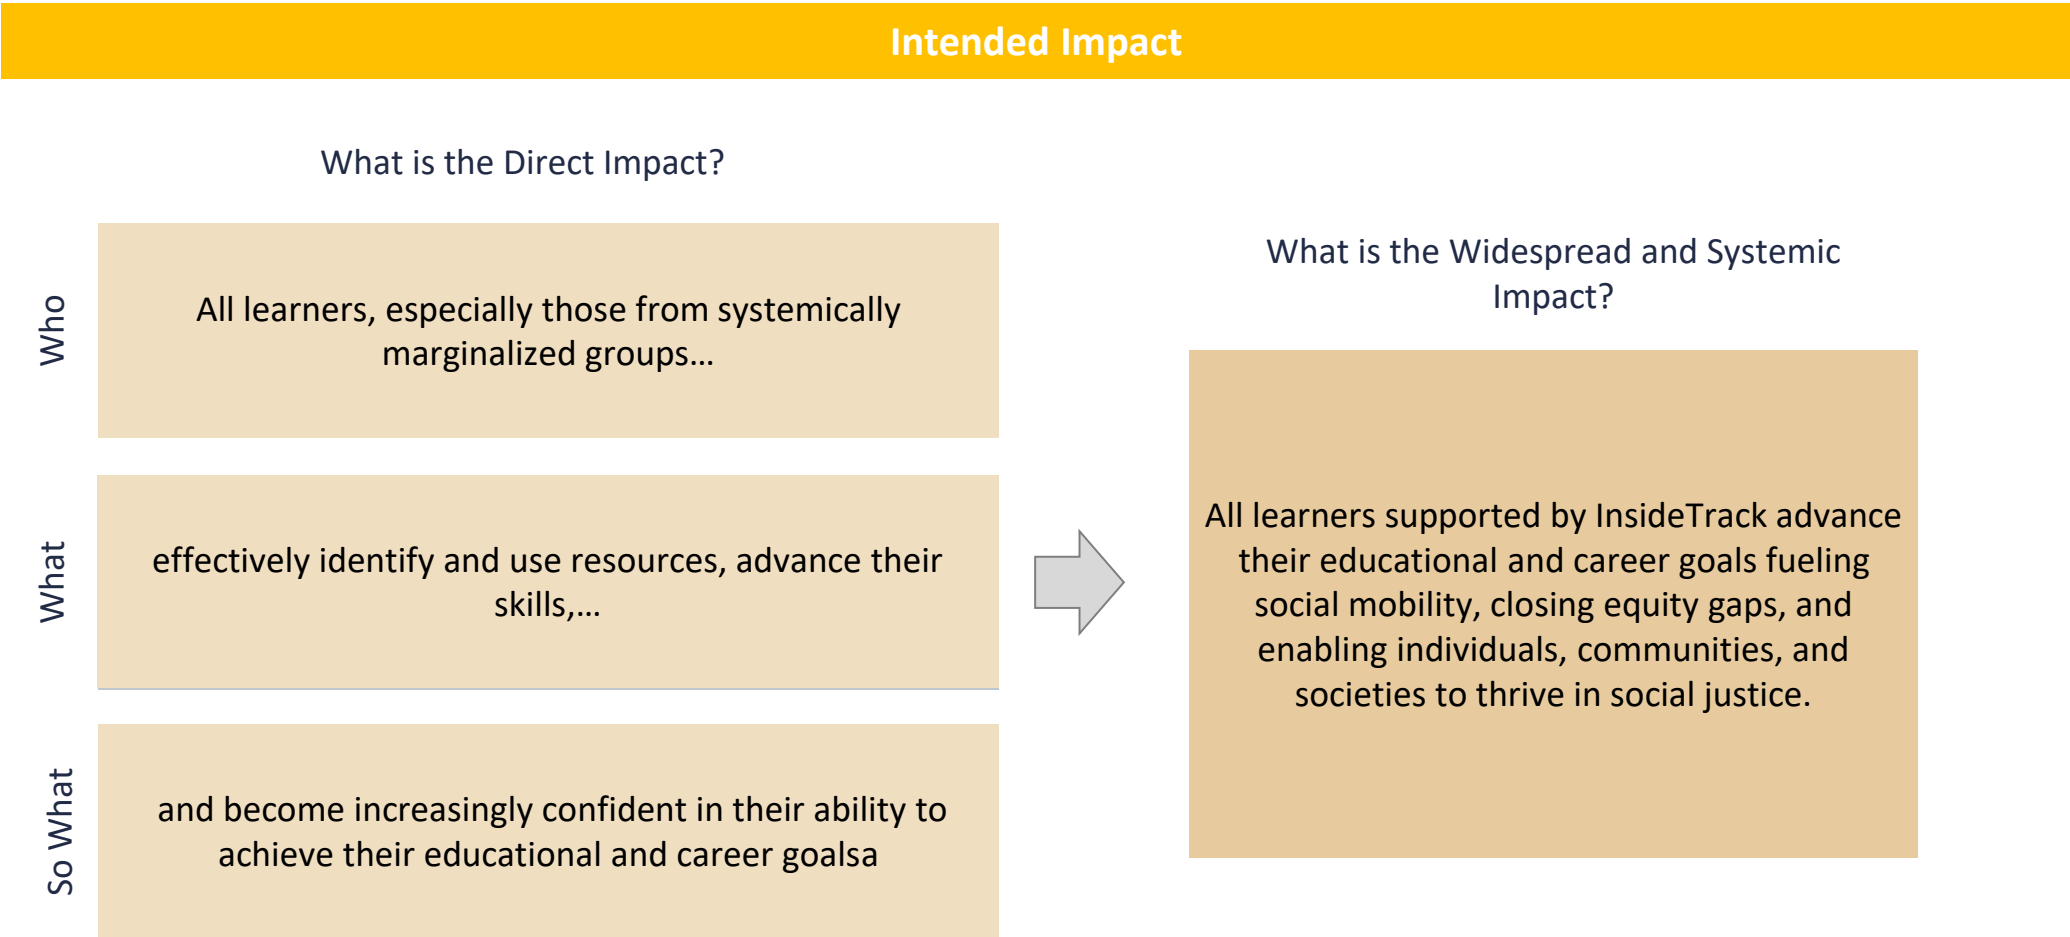 Intended Impact
What is the Direct Impact?
Who
All learners, especially those from systemically
marginalized groups…
What
effectively identify and use resources, advance their
skills,…
So What
and become increasingly confident in their ability to
achieve their educational and career goalsa
What is the Widespread and Systemic
Impact?
All learners supported by InsideTrack advance
their educational and career goals fueling
social mobility, closing equity gaps, and
enabling individuals, communities, and
societies to thrive in social justice.